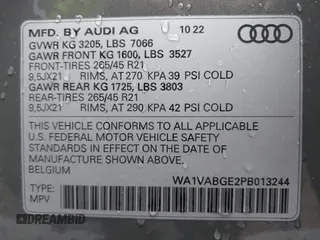 MFD. BY AUDI AG 10 22
GVWR KG 3205, LBS 7066
GAWR FRONT KG 1600, LBS 3527
FRONT-TIRES 265/45 R21
9,5JX21 RIMS, AT 270 KPA 39 PSI COLD
GAWR REAR KG 1725, LBS 3803
REAR-TIRES 265/45 R21
9,5JX21 RIMS, AT 290 KPA 42 PSI COLD
THIS VEHICLE CONFORMS TO ALL APPLICABLE
U.S. FEDERAL MOTOR VEHICLE SAFETY
STANDARDS IN EFFECT ON THE DATE OF
MANUFACTURE SHOWN ABOVE.
BELGIUM
WA1VABGE2PB013244
TYPE:
MPV
DREAMBID